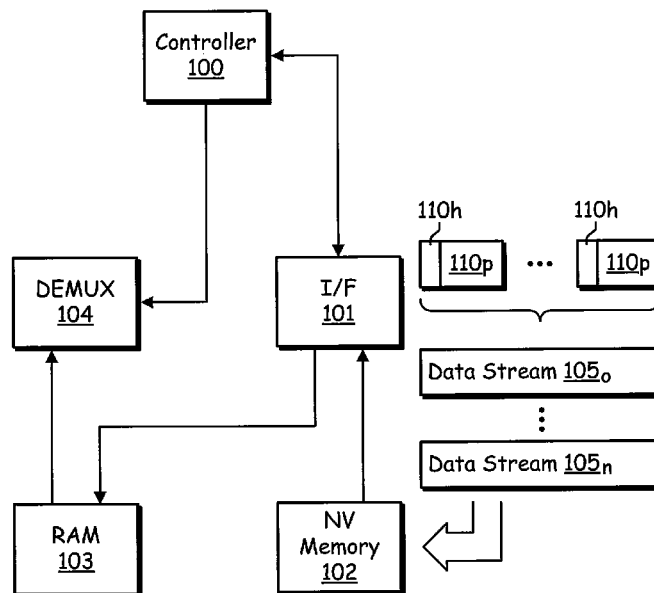 Controller
100
110h
110h
110p
...
110p
DEMUX
104
I/F
101
Data Stream 105o
Data Stream 105n
RAM
103
NV
Memory
102